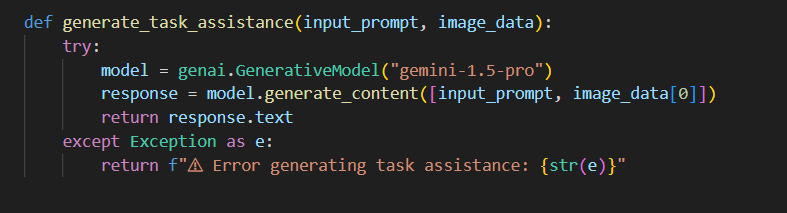 def generate_task_assistance(input_prompt, image_data):
    try:
        model = genai.GenerativeModel("gemini-1.5-pro")
        response = model.generate_content([input_prompt, image_data[0]])
        return response.text
    except Exception as e:
        return f"⚠ Error generating task assistance: {str(e)}"